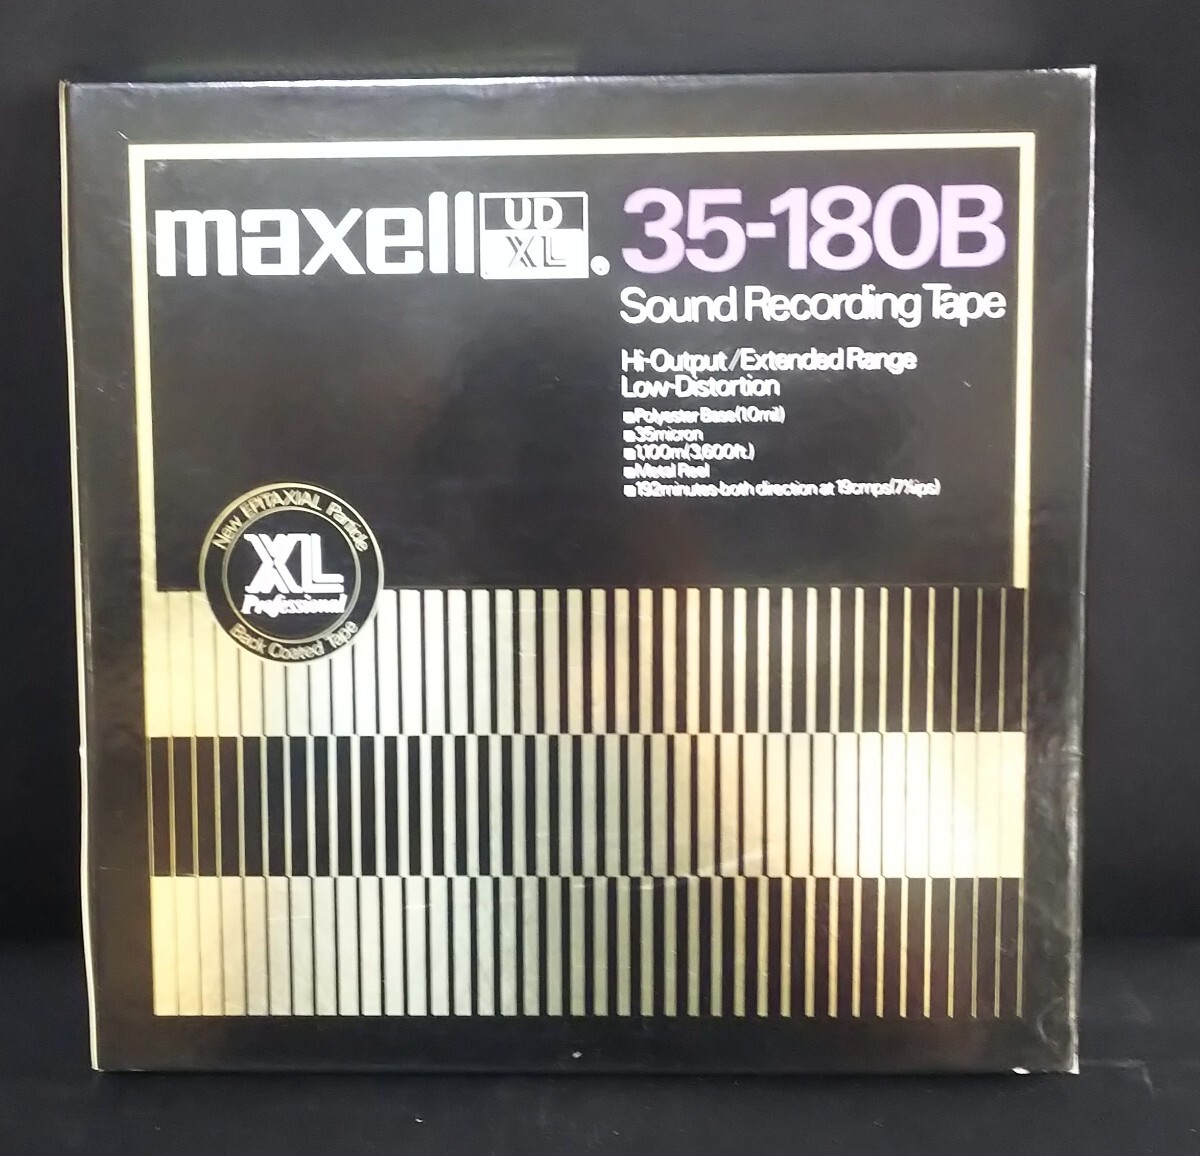 maxell UD XL. 35-180B
Sound Recording Tape
Hi-Output/Extended Range
Low-Distortion
■Polyester Base(1.0mil)
■35micron
■1,100m(3,600ft.)
■Metal Reel
■192minutes-both direction at 19cmps(7½ips)
New EPITAXIAL Particle
XL
Professional
Back Coated Tape